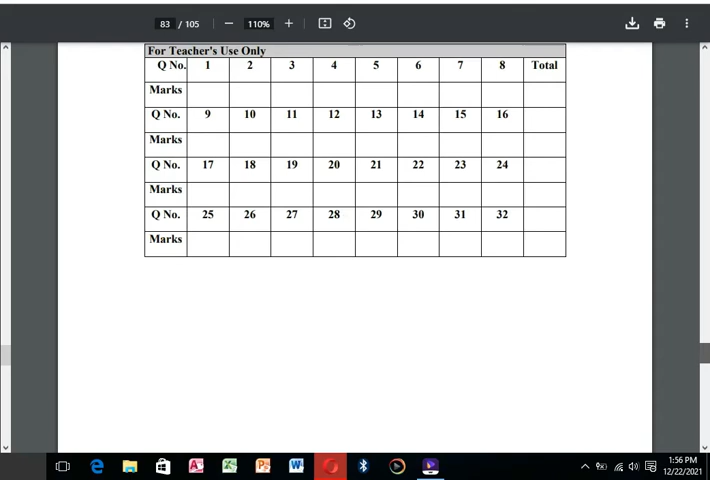 83 / 105
110%
For Teacher's Use Only
Q No. 1 2 3 4 5 6 7 8 Total
Marks
Q No. 9 10 11 12 13 14 15 16
Marks
Q No. 17 18 19 20 21 22 23 24
Marks
Q No. 25 26 27 28 29 30 31 32
Marks
1:56 PM
12/22/2021